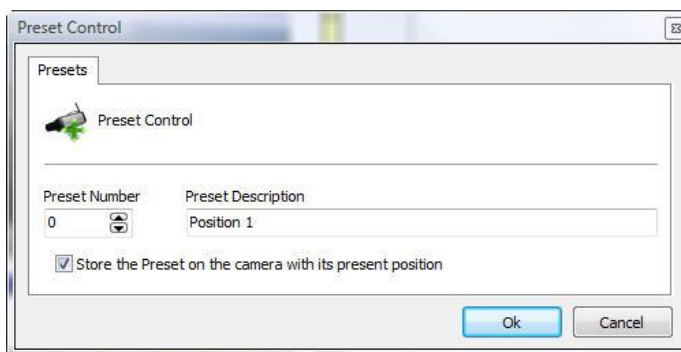 Preset Control
Presets
Preset Control
Preset Number Preset Description
0 Position 1
Store the Preset on the camera with its present position
Ok Cancel